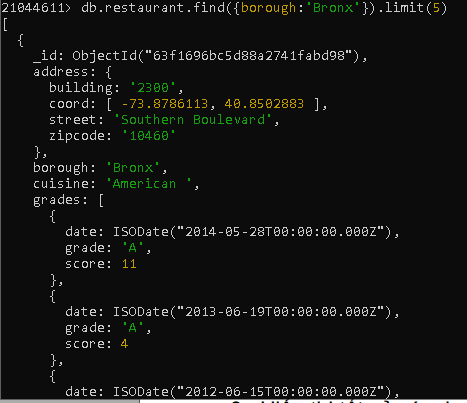 21044611> db.restaurant.find({borough:'Bronx'}).limit(5)
[
  {
    _id: ObjectId("63f1696bc5d88a2741fabd98"),
    address: {
      building: '2300',
      coord: [ -73.8786113, 40.8502883 ],
      street: 'Southern Boulevard',
      zipcode: '10460'
    },
    borough: 'Bronx',
    cuisine: 'American ',
    grades: [
      {
        date: ISODate("2014-05-28T00:00:00.000Z"),
        grade: 'A',
        score: 11
      },
      {
        date: ISODate("2013-06-19T00:00:00.000Z"),
        grade: 'A',
        score: 4
      },
      {
        date: ISODate("2012-06-15T00:00:00.000Z"),